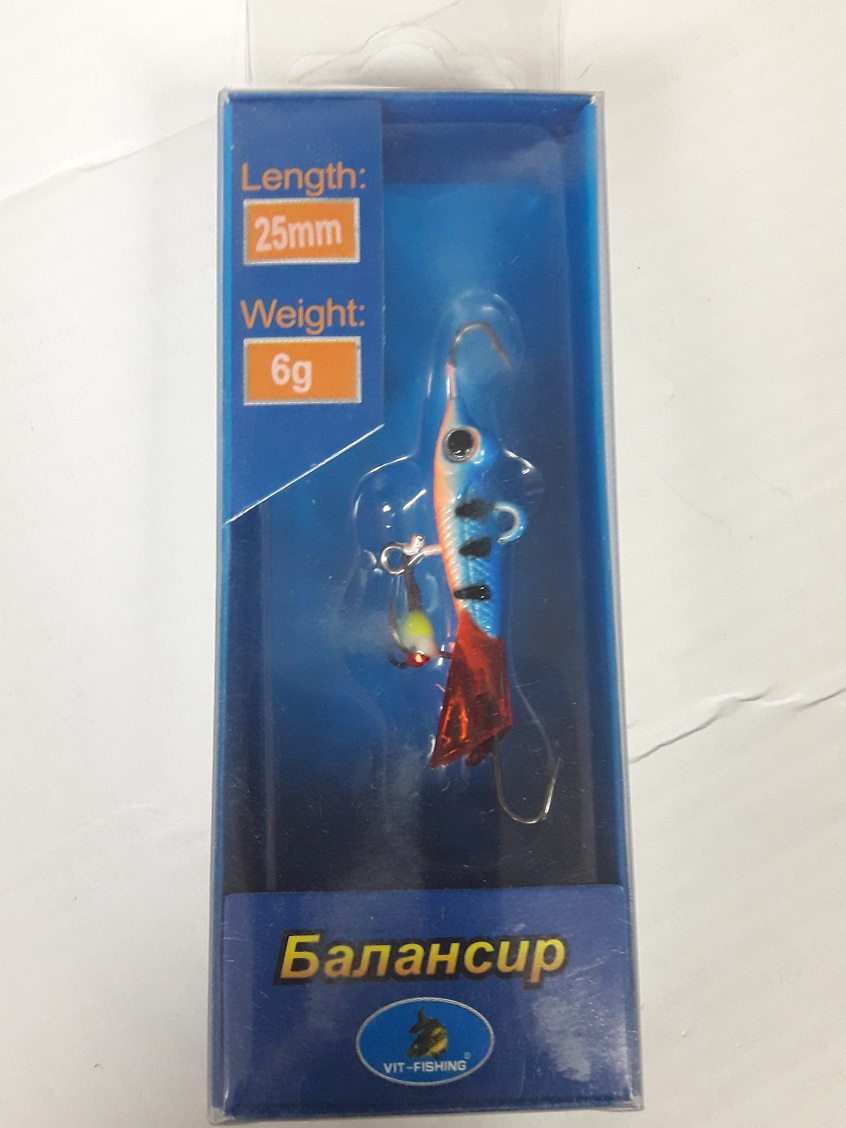 Length:
25mm
Weight:
6g
Балансир
VIT-FISHING®